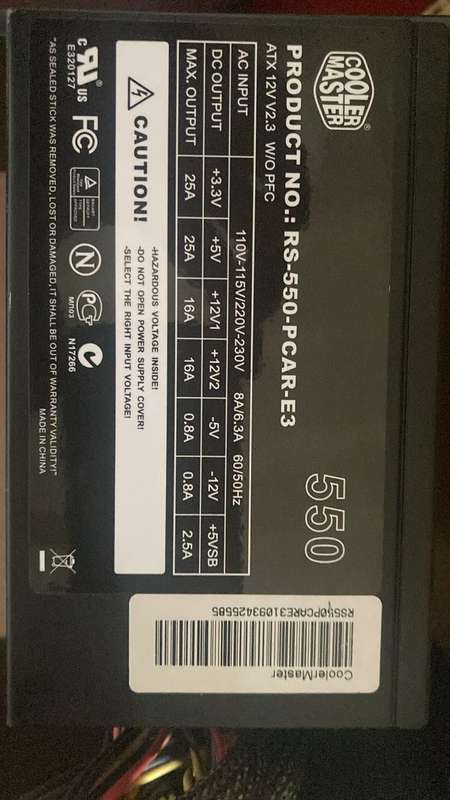 COOLER
MASTER
550
PRODUCT NO.: RS-550-PCAR-E3
ATX 12V V2.3 W/O PFC
AC INPUT 110V-115V/220V-230V 8A/6.3A 60/50Hz
DC OUTPUT +3.3V +5V +12V1 +12V2 -5V -12V +5VSB
MAX. OUTPUT 25A 25A 16A 16A 0.8A 0.8A 2.5A
CAUTION!
-HAZARDOUS VOLTAGE INSIDE!
-DO NOT OPEN POWER SUPPLY COVER!
-SELECT THE RIGHT INPUT VOLTAGE!
c RU US
E320127
FC
N
PC
МП03
N17266
"AS SEALED STICK WAS REMOVED, LOST OR DAMAGED, IT SHALL BE OUT OF WARRANTY VALIDITY!"
MADE IN CHINA
CoolerMaster
RS550PCARE31093425585